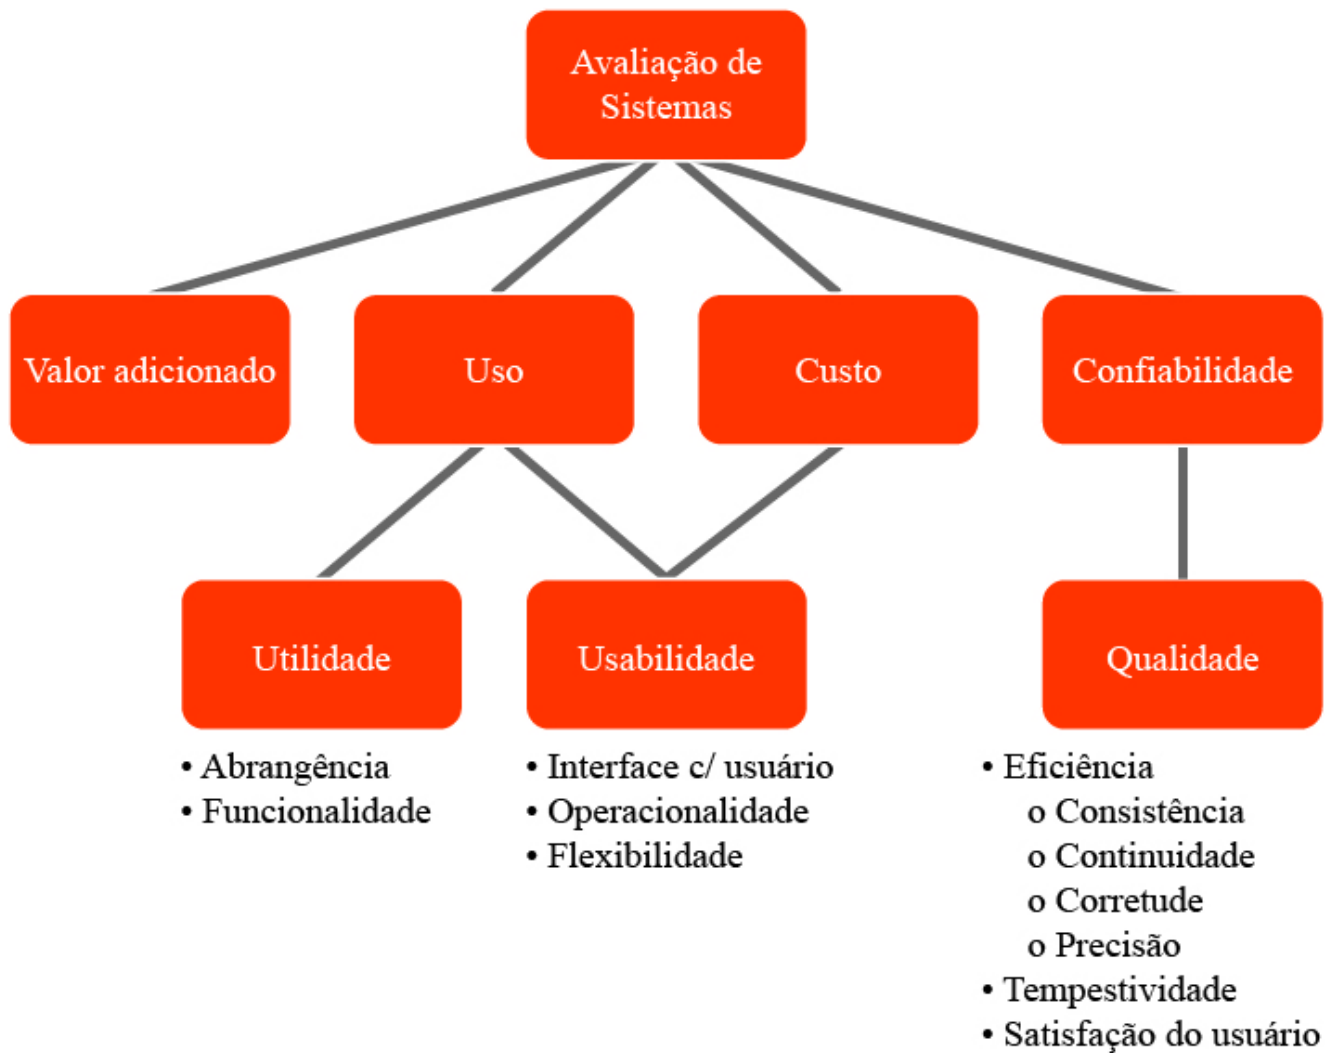 Avaliação de
Sistemas
Valor adicionado
Uso
Custo
Confiabilidade
Utilidade
Usabilidade
Qualidade
• Abrangência
• Funcionalidade
• Interface c/ usuário
• Operacionalidade
• Flexibilidade
• Eficiência
o Consistência
o Continuidade
o Corretude
o Precisão
• Tempestividade
• Satisfação do usuário